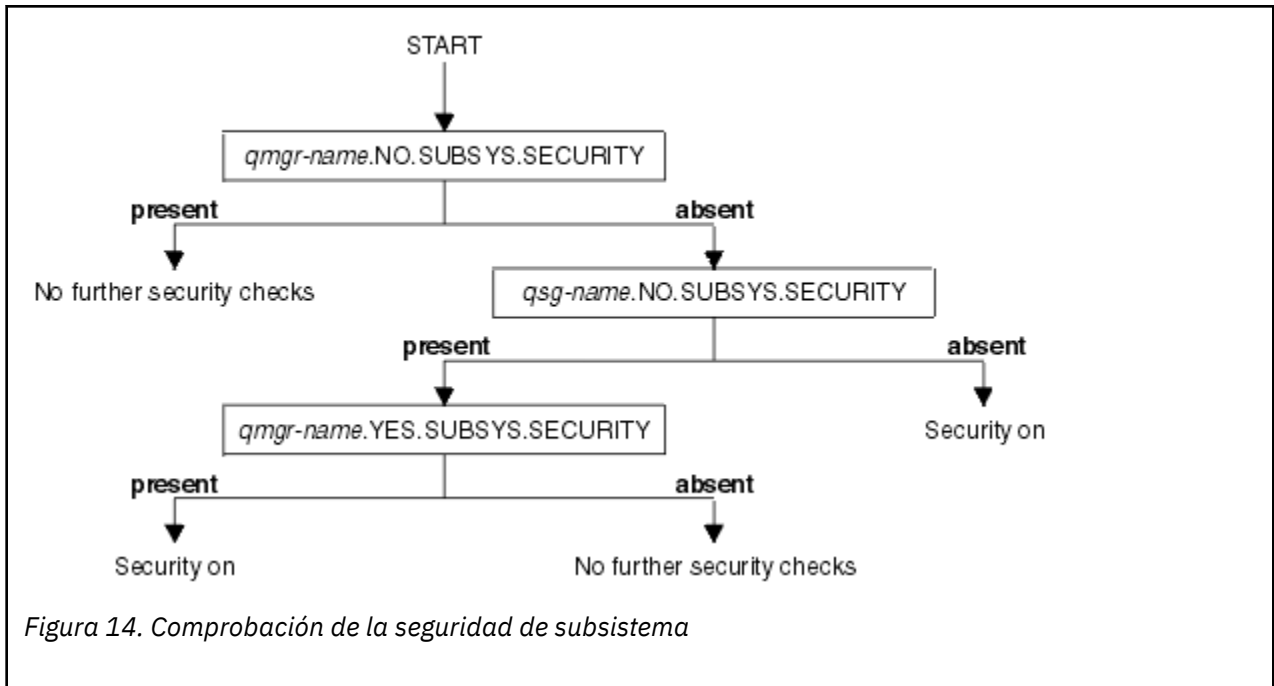 START
qmgr-name.NO.SUBSYS.SECURITY
present absent
No further security checks
qsg-name.NO.SUBSYS.SECURITY
present absent
qmgr-name.YES.SUBSYS.SECURITY
Security on
present absent
Security on
No further security checks
Figura 14. Comprobación de la seguridad de subsistema